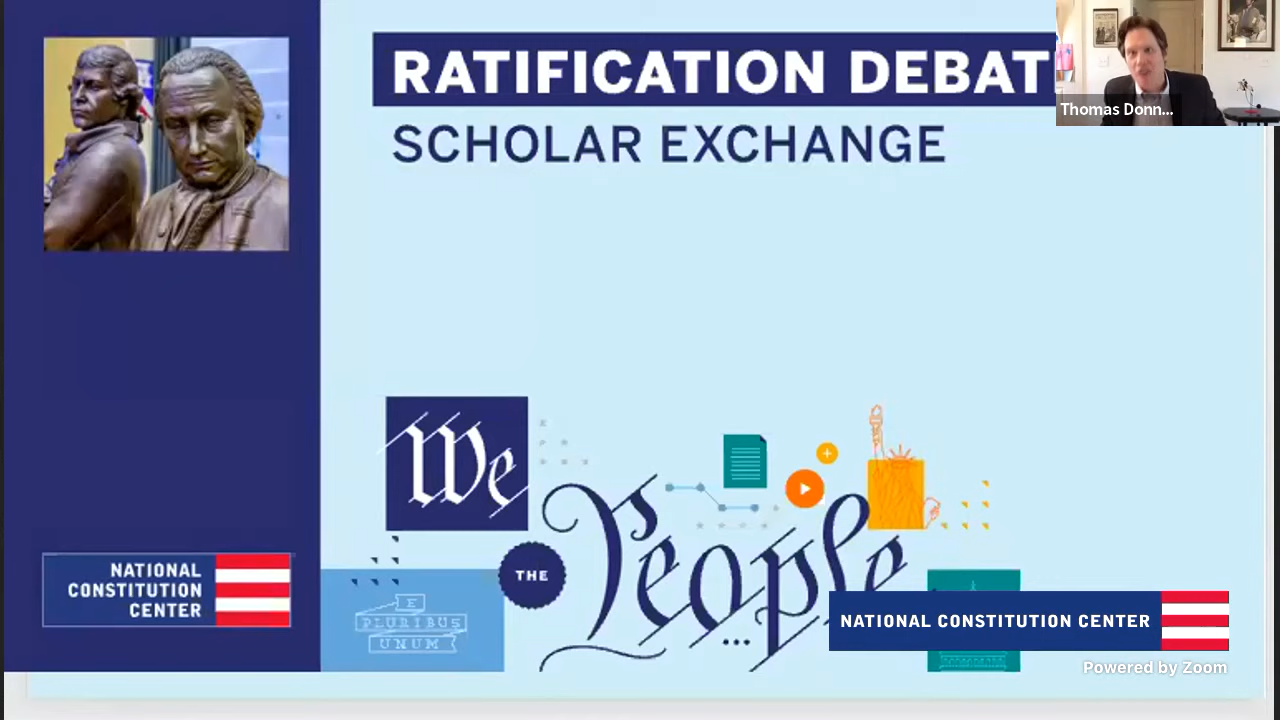 RATIFICATION DEBAT
SCHOLAR EXCHANGE
Thomas Donn...
We
THE
People
...
E
PLURIBUS
UNUM
NATIONAL
CONSTITUTION
CENTER
NATIONAL CONSTITUTION CENTER
Powered by Zoom